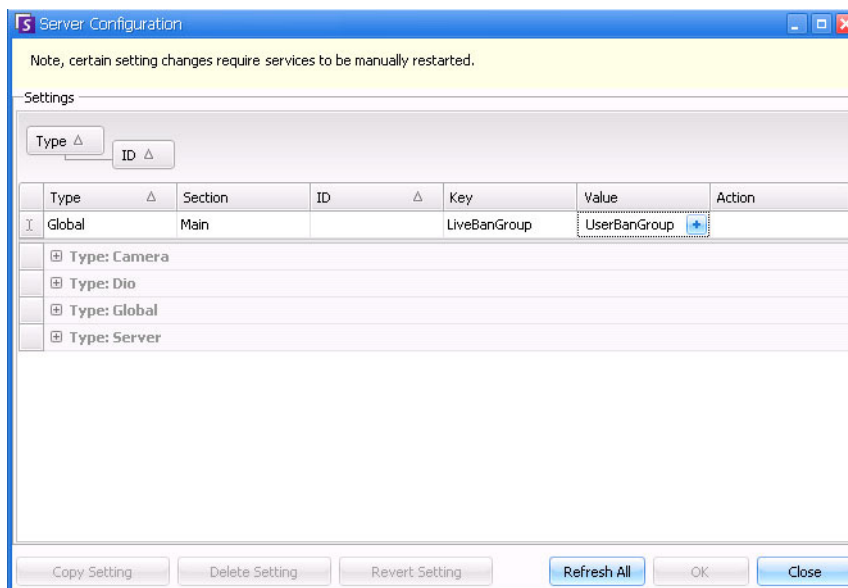 Server Configuration
Note, certain setting changes require services to be manually restarted.
Settings
Type
ID
Type Section ID Key Value Action
Global Main LiveBanGroup UserBanGroup
Type: Camera
Type: Dio
Type: Global
Type: Server
Copy Setting Delete Setting Revert Setting Refresh All OK Close